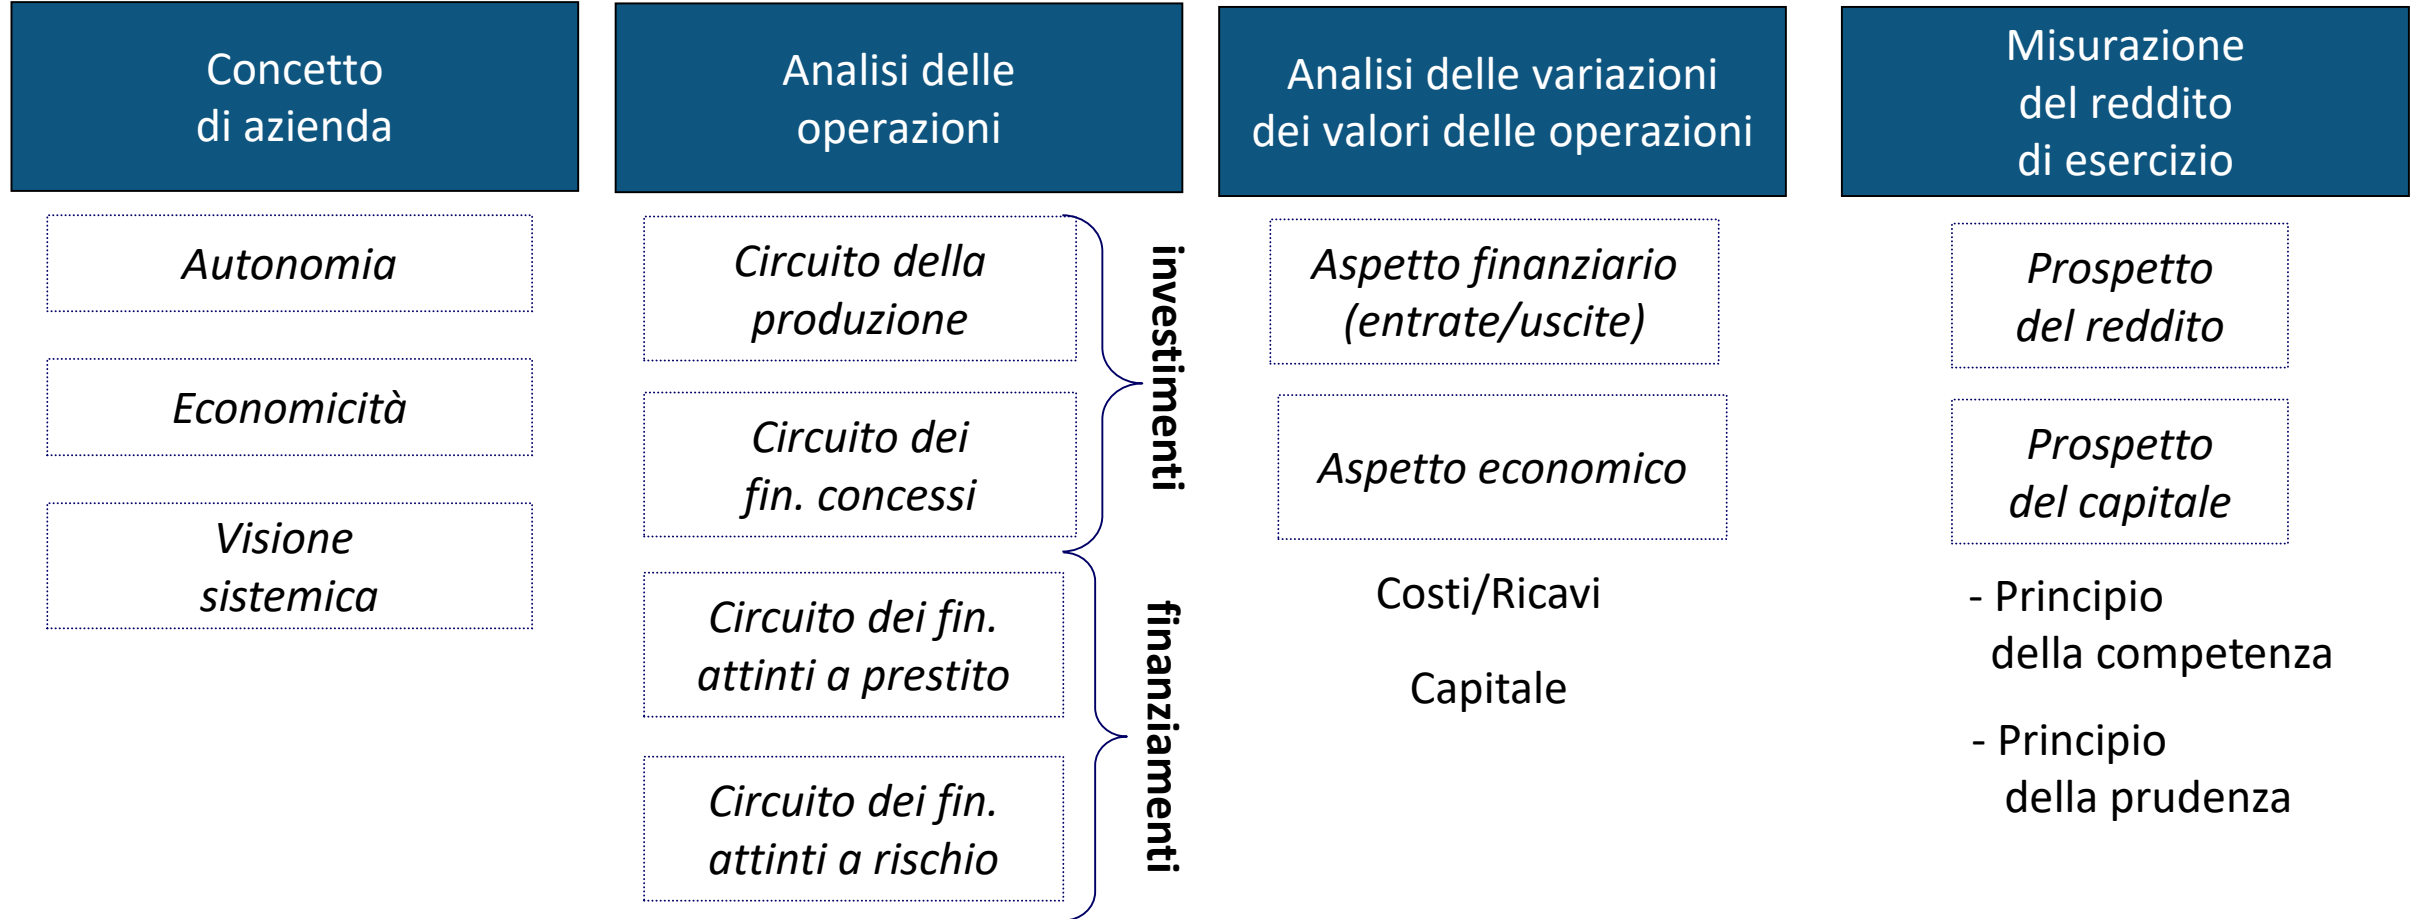 Concetto
di azienda
Autonomia
Economicità
Visione
sistemica
Analisi delle
operazioni
Circuito della
produzione
Circuito dei
fin. concessi
investimenti
Circuito dei fin.
attinti a prestito
Circuito dei fin.
attinti a rischio
finanziamenti
Analisi delle variazioni
dei valori delle operazioni
Aspetto finanziario
(entrate/uscite)
Aspetto economico
Costi/Ricavi
Capitale
Misurazione
del reddito
di esercizio
Prospetto
del reddito
Prospetto
del capitale
- Principio
della competenza
- Principio
della prudenza